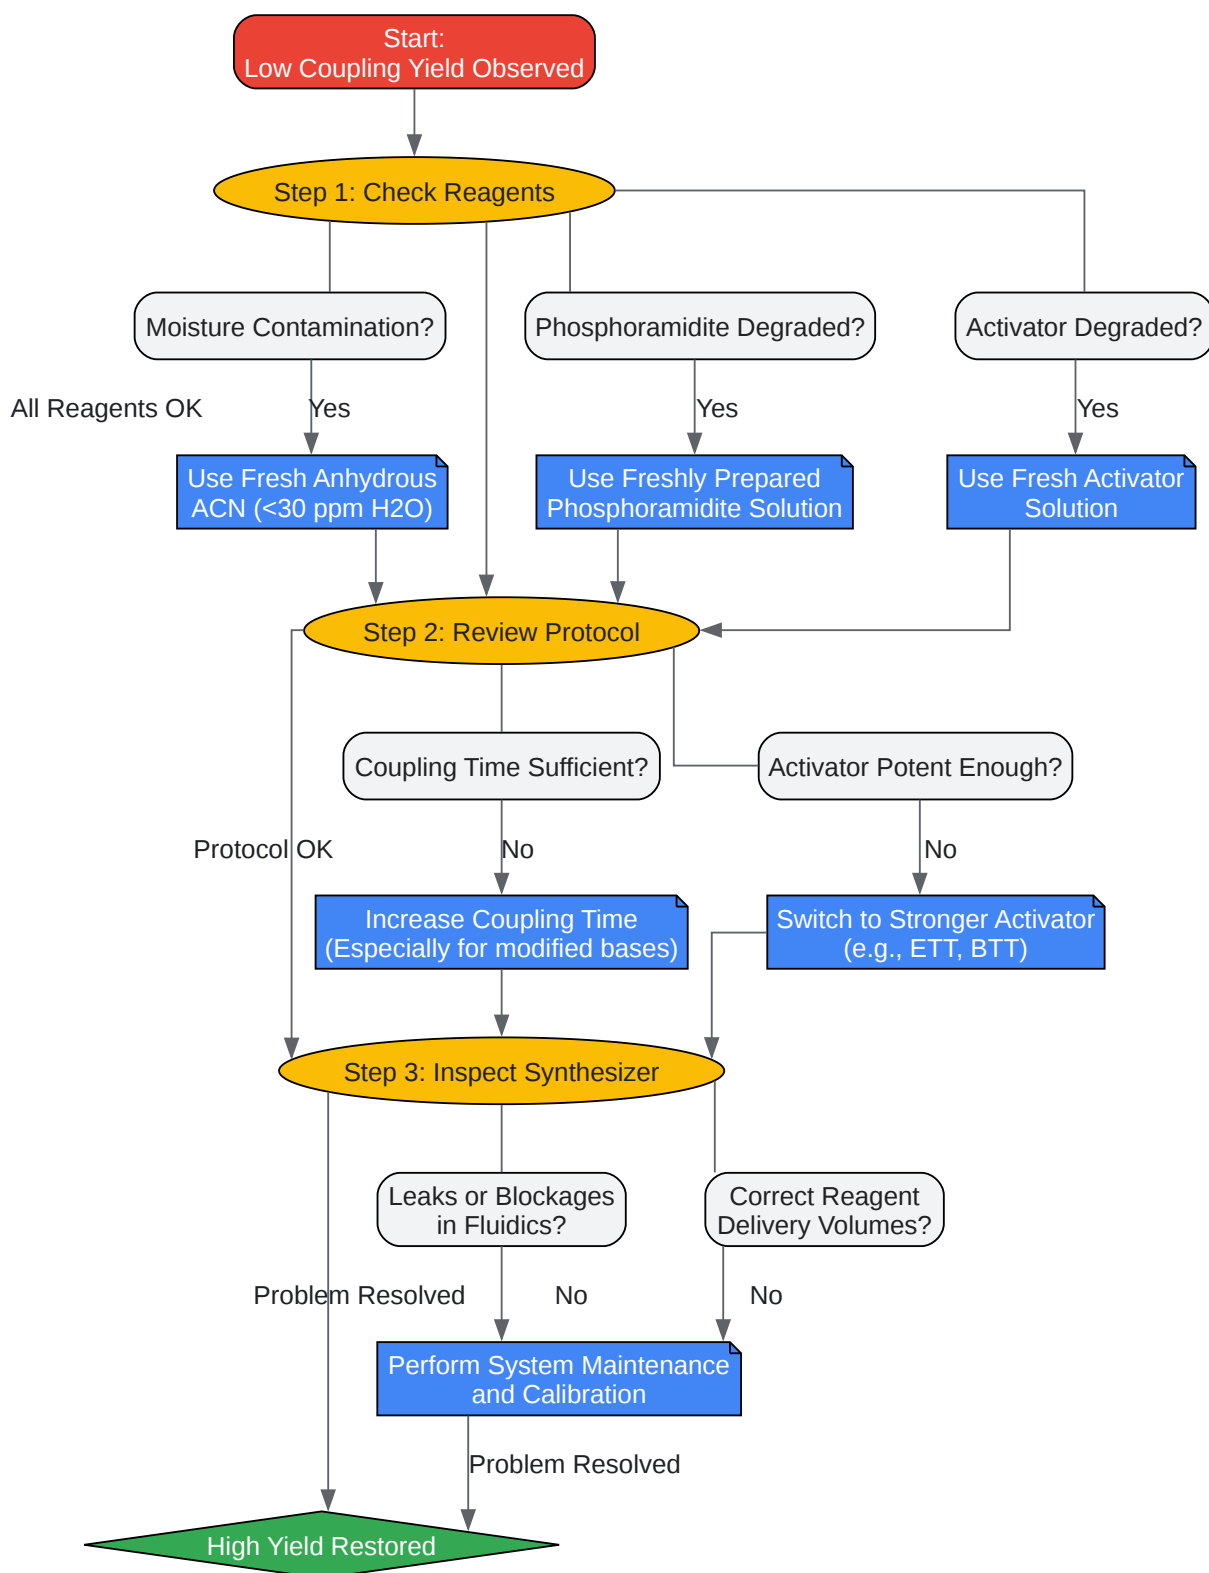 Start:
Low Coupling Yield Observed
Step 1: Check Reagents
Moisture Contamination?
Phosphoramidite Degraded?
Activator Degraded?
All Reagents OK
Yes
Yes
Yes
Use Fresh Anhydrous
ACN (<30 ppm H2O)
Use Freshly Prepared
Phosphoramidite Solution
Use Fresh Activator
Solution
Step 2: Review Protocol
Coupling Time Sufficient?
Activator Potent Enough?
Protocol OK
No
No
Increase Coupling Time
(Especially for modified bases)
Switch to Stronger Activator
(e.g., ETT, BTT)
Step 3: Inspect Synthesizer
Leaks or Blockages
in Fluidics?
Correct Reagent
Delivery Volumes?
Problem Resolved
No
No
Perform System Maintenance
and Calibration
Problem Resolved
High Yield Restored